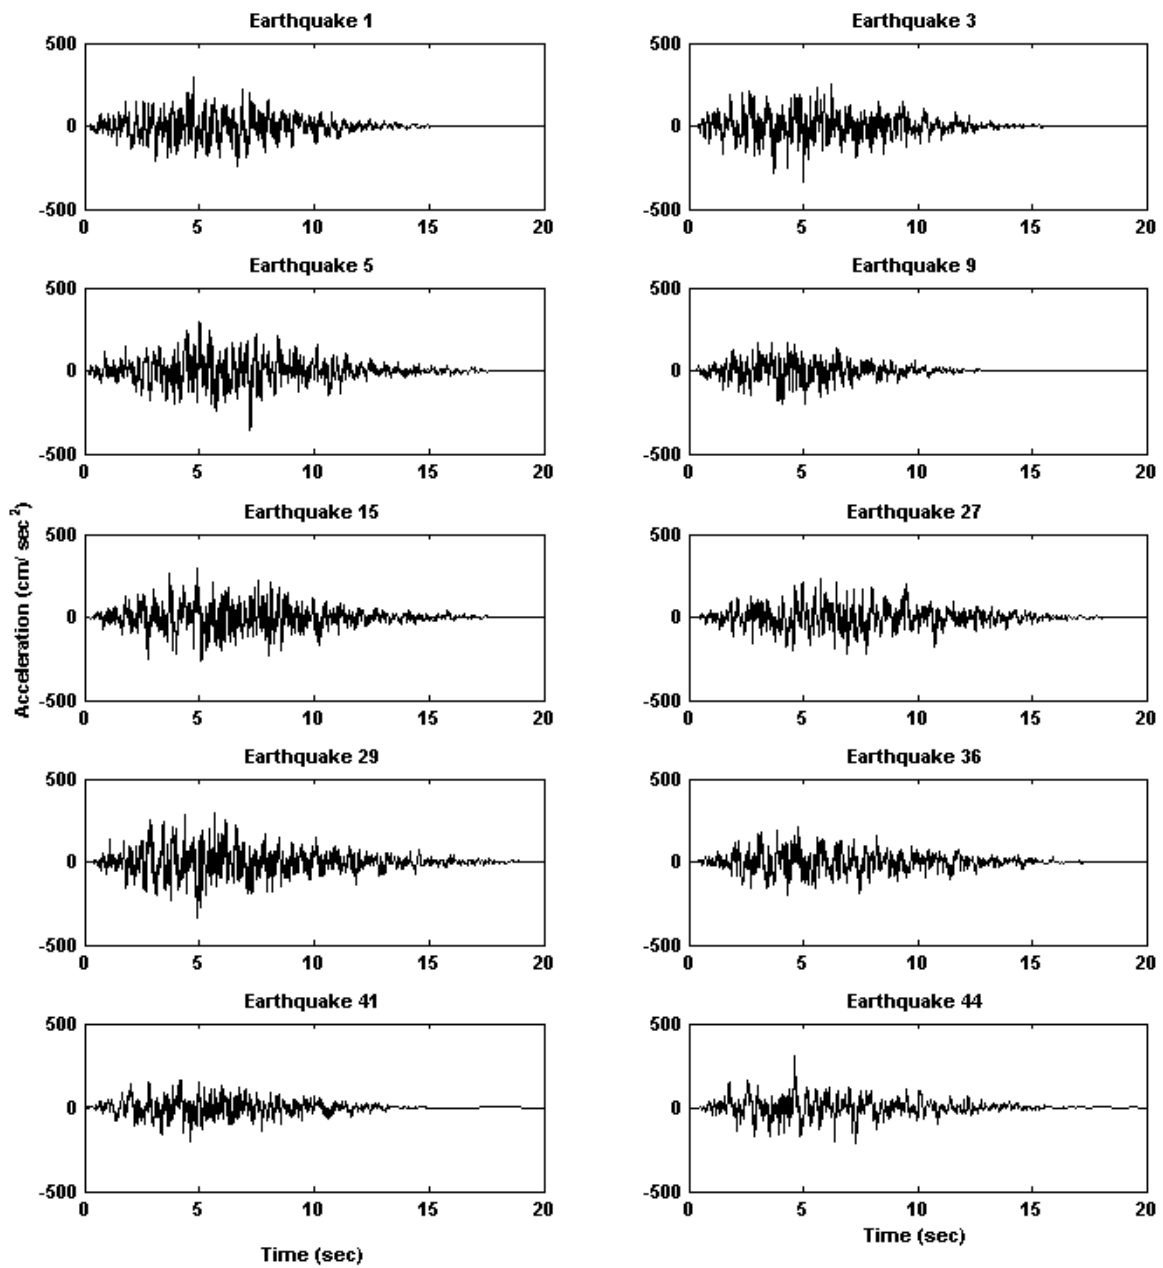 Earthquake 1
500
0
-500
0 5 10 15 20
Earthquake 3
500
0
-500
0 5 10 15 20
Earthquake 5
500
0
-500
0 5 10 15 20
Earthquake 9
500
0
-500
0 5 10 15 20
Acceleration (cm/ sec²)
Earthquake 15
500
0
-500
0 5 10 15 20
Earthquake 27
500
0
-500
0 5 10 15 20
Earthquake 29
500
0
-500
0 5 10 15 20
Earthquake 36
500
0
-500
0 5 10 15 20
Earthquake 41
500
0
-500
0 5 10 15 20
Time (sec)
Earthquake 44
500
0
-500
0 5 10 15 20
Time (sec)